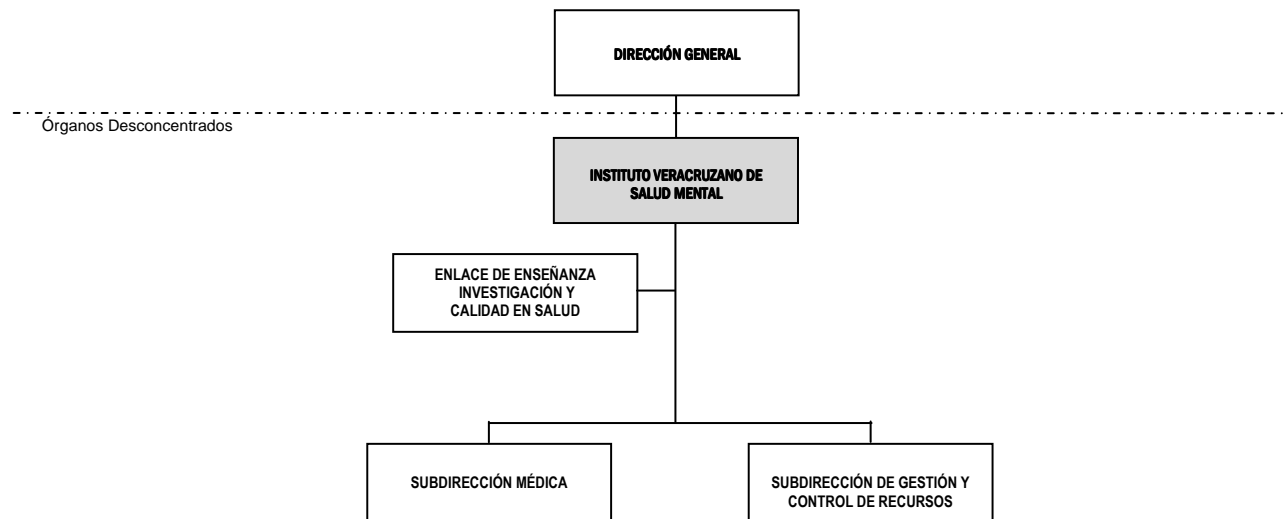 DIRECCIÓN GENERAL
Órganos Desconcentrados
INSTITUTO VERACRUZANO DE
SALUD MENTAL
ENLACE DE ENSEÑANZA
INVESTIGACIÓN Y
CALIDAD EN SALUD
SUBDIRECCIÓN MÉDICA
SUBDIRECCIÓN DE GESTIÓN Y
CONTROL DE RECURSOS